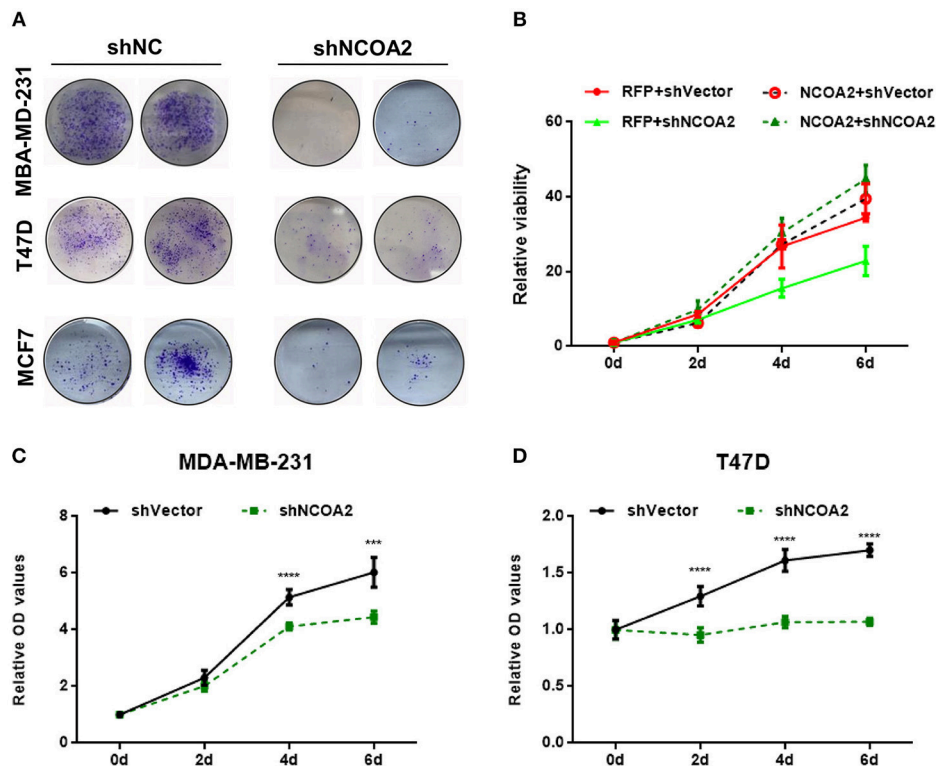 A
shNC
shNCOA2
MBA-MD-231
T47D
MCF7
B
RFP+shVector
NCOA2+shVector
RFP+shNCOA2
NCOA2+shNCOA2
Relative viability
60
40
20
0
0d 2d 4d 6d
C
MDA-MB-231
shVector
shNCOA2
Relative OD values
8
6
4
2
0
****
***
0d 2d 4d 6d
D
T47D
shVector
shNCOA2
Relative OD values
2.0
1.5
1.0
0.5
0.0
****
****
****
0d 2d 4d 6d